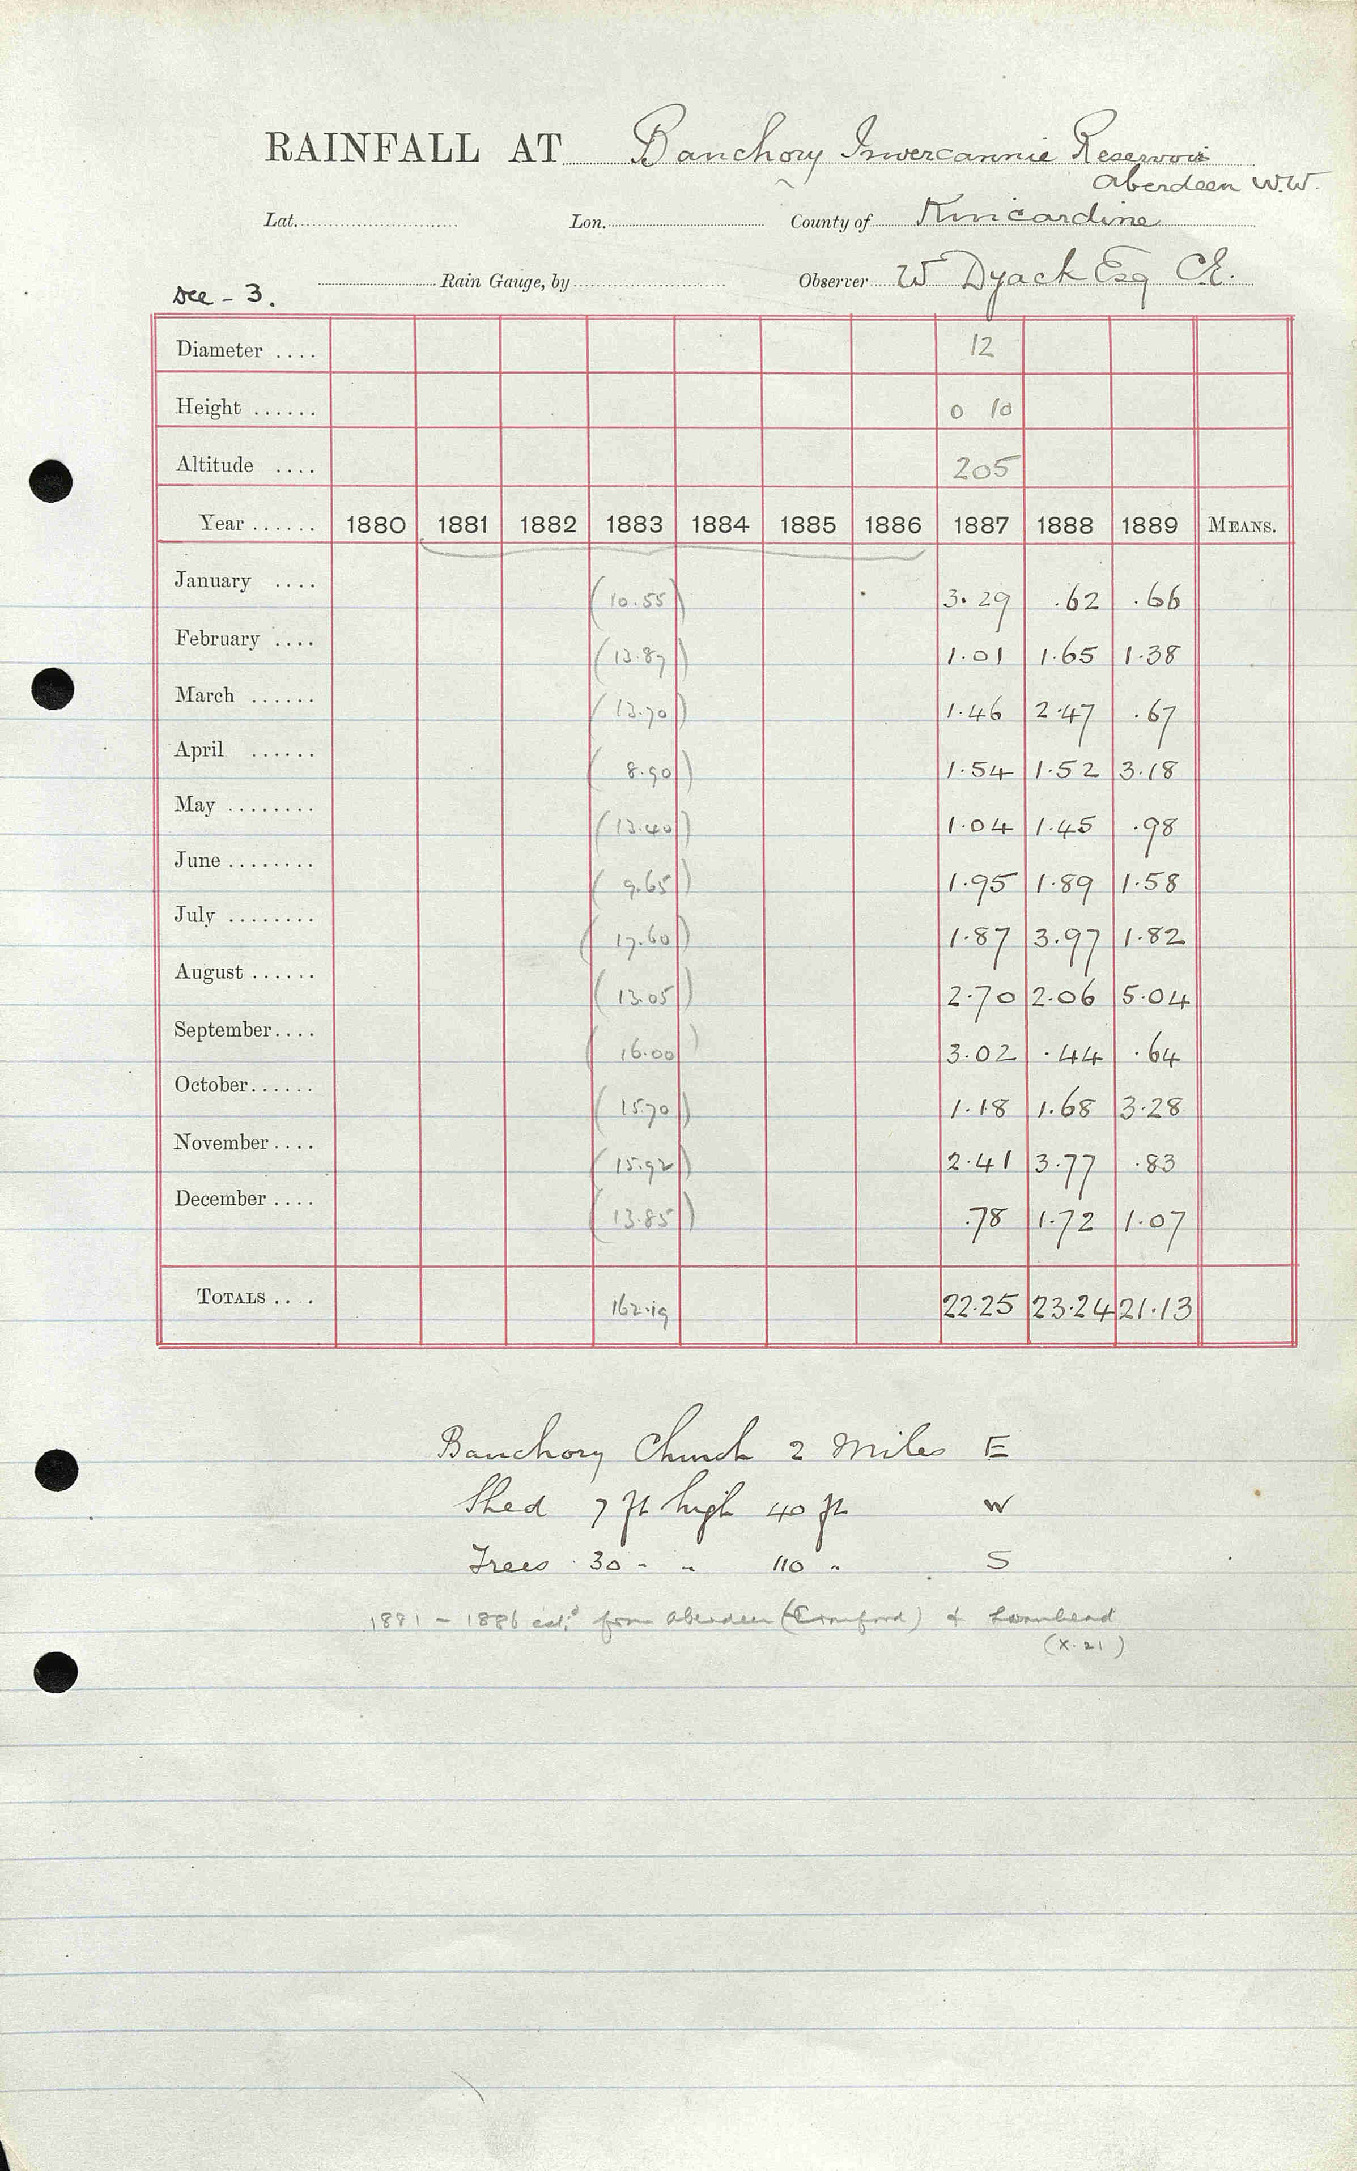 RAINFALL AT Banchory Invercannie Reservoir
Aberdeen W.W.
Lat. Lon. County of Kincardine
Dee - 3. Rain Gauge, by Observer W Dyack Esq C.E.
Diameter .... 12
Height ...... 0 10
Altitude .... 205
Year ...... 1880 1881 1882 1883 1884 1885 1886 1887 1888 1889 MEANS.
January .... (10.55) 3.29 .62 .66
February .... (13.87) 1.01 1.65 1.38
March ...... (13.70) 1.46 2.47 .67
April ...... (8.90) 1.54 1.52 3.18
May ........ (13.40) 1.04 1.45 .98
June ........ (9.65) 1.95 1.89 1.58
July ........ (17.60) 1.87 3.97 1.82
August ...... (13.05) 2.70 2.06 5.04
September.... (16.00) 3.02 .44 .64
October...... (15.70) 1.18 1.68 3.28
November.... (15.92) 2.41 3.77 .83
December .... (13.85) .78 1.72 1.07
TOTALS .... 162.19 22.25 23.24 21.13
Banchory Church 2 Miles E
Shed 7 ft high 40 ft W
Trees 30 - " 110 " S
1881 - 1886 estd from Aberdeen (Cranford) &
(X.21)